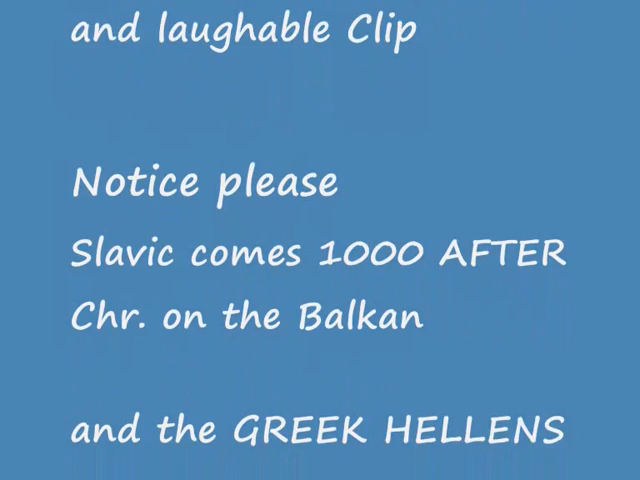 and laughable Clip
Notice please
Slavic comes 1000 AFTER
Chr. on the Balkan
and the GREEK HELLENS